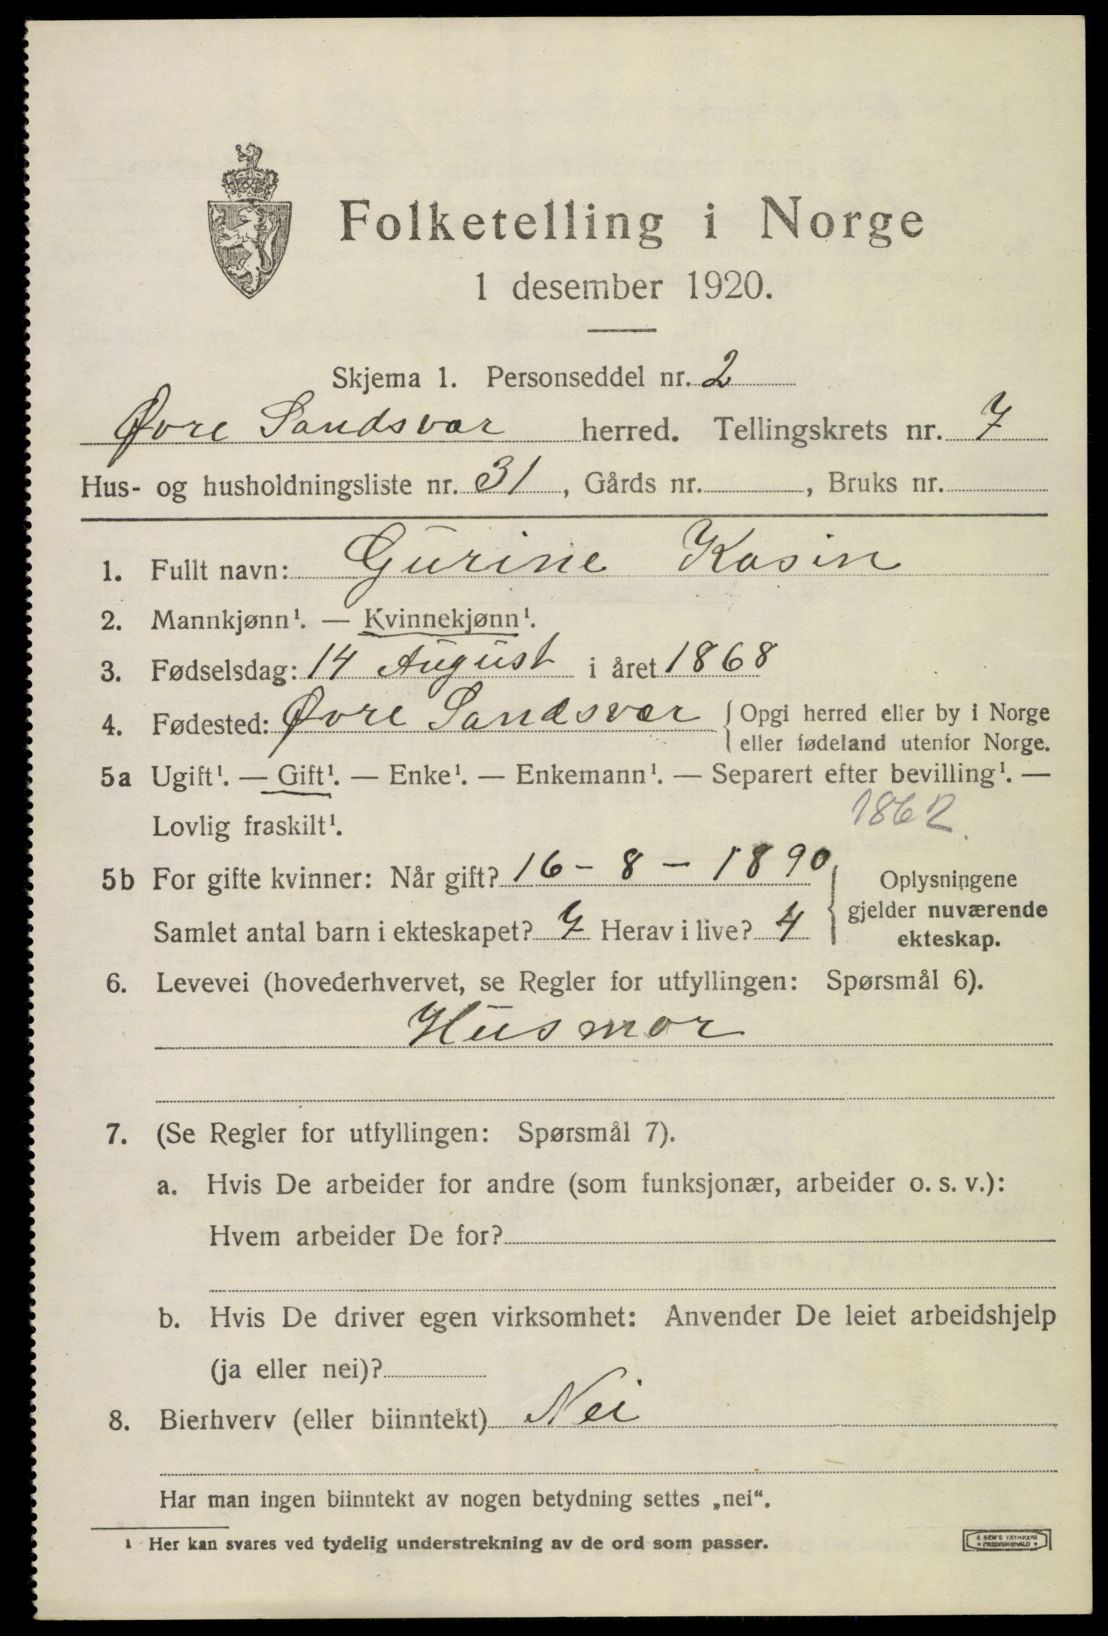 Folketelling i Norge
1 desember 1920.
Skjema 1. Personseddel nr. 2
Øvre Sandsvær herred. Tellingskrets nr. 7
Hus- og husholdningsliste nr. 31, Gårds nr. , Bruks nr.
1. Fullt navn: Gurine Kasin
2. Mannkjønn¹. — Kvinnekjønn¹.
3. Fødselsdag: 14 August i året 1868
4. Fødested: Øvre Sandsvær { Opgi herred eller by i Norge
eller fødeland utenfor Norge.
5a Ugift¹. — Gift¹. — Enke¹. — Enkemann¹. — Separert efter bevilling¹. —
Lovlig fraskilt¹.
1862
5b For gifte kvinner: Når gift? 16 - 8 - 1890
Samlet antal barn i ekteskapet? 7 Herav i live? 4
{ Oplysningene
gjelder nuværende
ekteskap.
6. Levevei (hovederhvervet, se Regler for utfyllingen: Spørsmål 6).
Husmor
7. (Se Regler for utfyllingen: Spørsmål 7).
a. Hvis De arbeider for andre (som funksjonær, arbeider o. s. v.):
Hvem arbeider De for?
b. Hvis De driver egen virksomhet: Anvender De leiet arbeidshjelp
(ja eller nei)?
8. Bierhverv (eller biinntekt) Nei
Har man ingen biinntekt av nogen betydning settes „nei“.
¹ Her kan svares ved tydelig understrekning av de ord som passer.